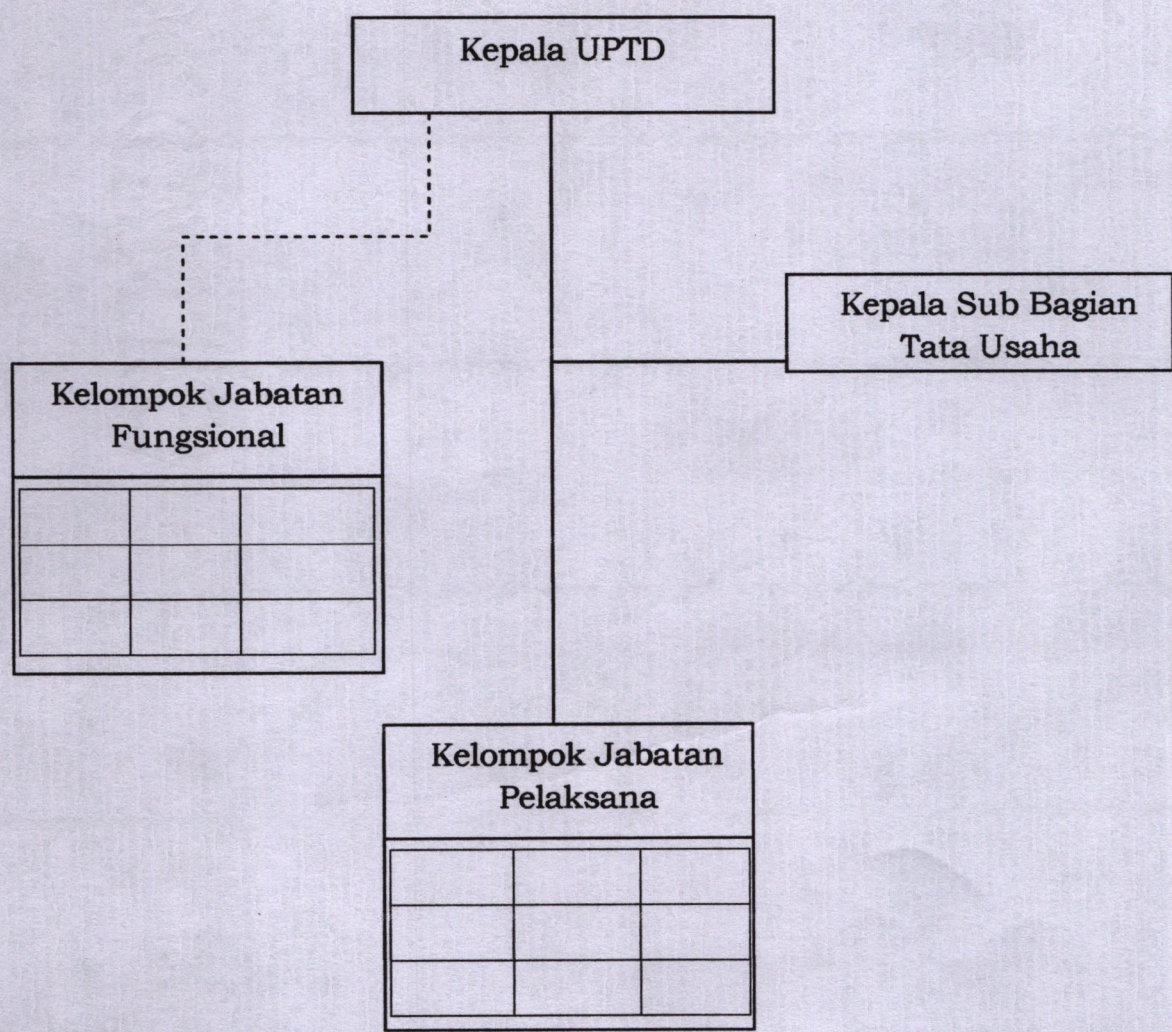 Kepala UPTD
Kepala Sub Bagian
Tata Usaha
Kelompok Jabatan
Fungsional
Kelompok Jabatan
Pelaksana